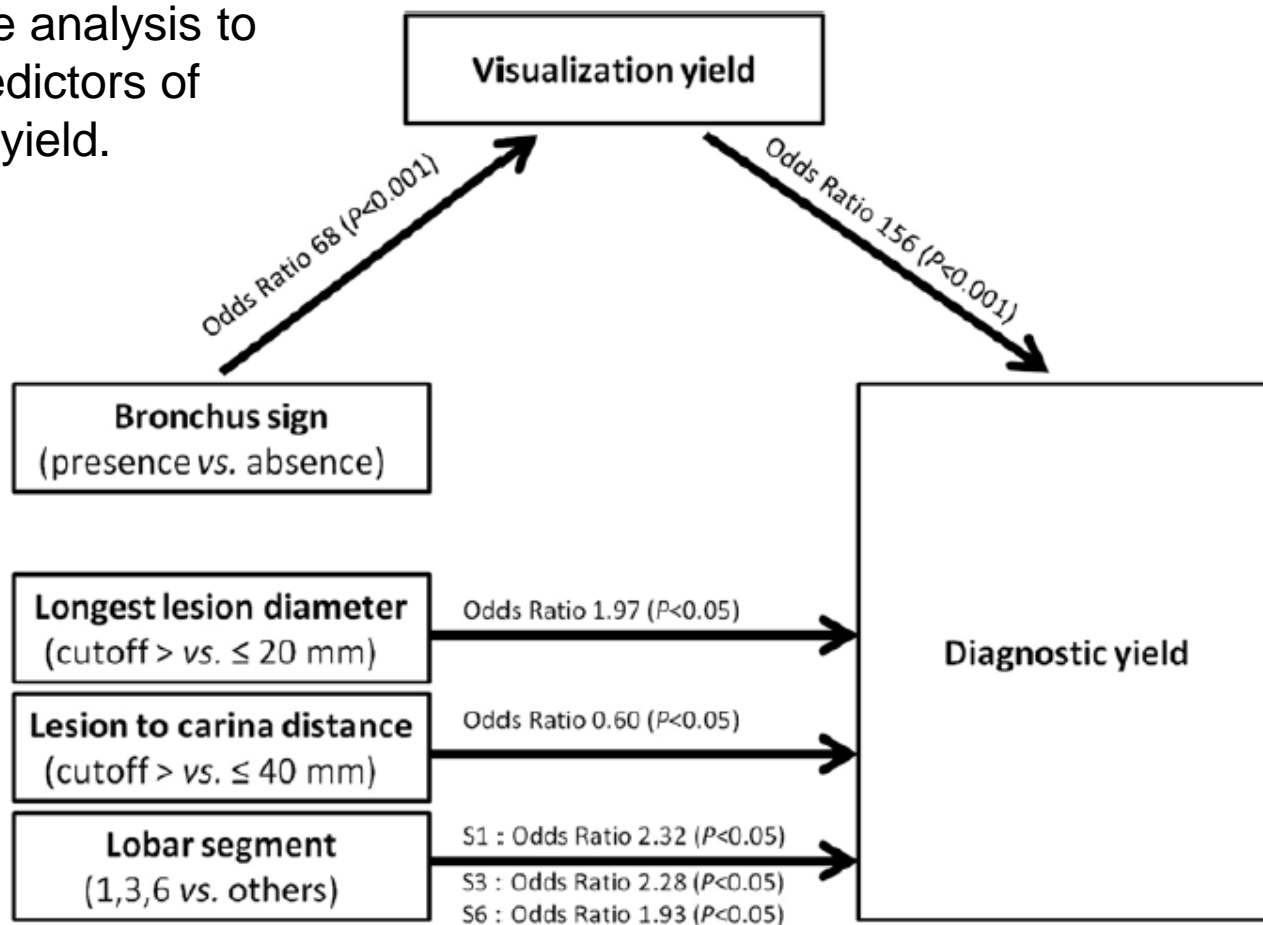 e analysis to
edictors of
yield.
Visualization yield
Odds Ratio 68 (P<0.001)
Odds Ratio 156 (P<0.001)
Bronchus sign
(presence vs. absence)
Longest lesion diameter
(cutoff > vs. ≤ 20 mm)
Odds Ratio 1.97 (P<0.05)
Lesion to carina distance
(cutoff > vs. ≤ 40 mm)
Odds Ratio 0.60 (P<0.05)
Lobar segment
(1,3,6 vs. others)
S1 : Odds Ratio 2.32 (P<0.05)
S3 : Odds Ratio 2.28 (P<0.05)
S6 : Odds Ratio 1.93 (P<0.05)
Diagnostic yield